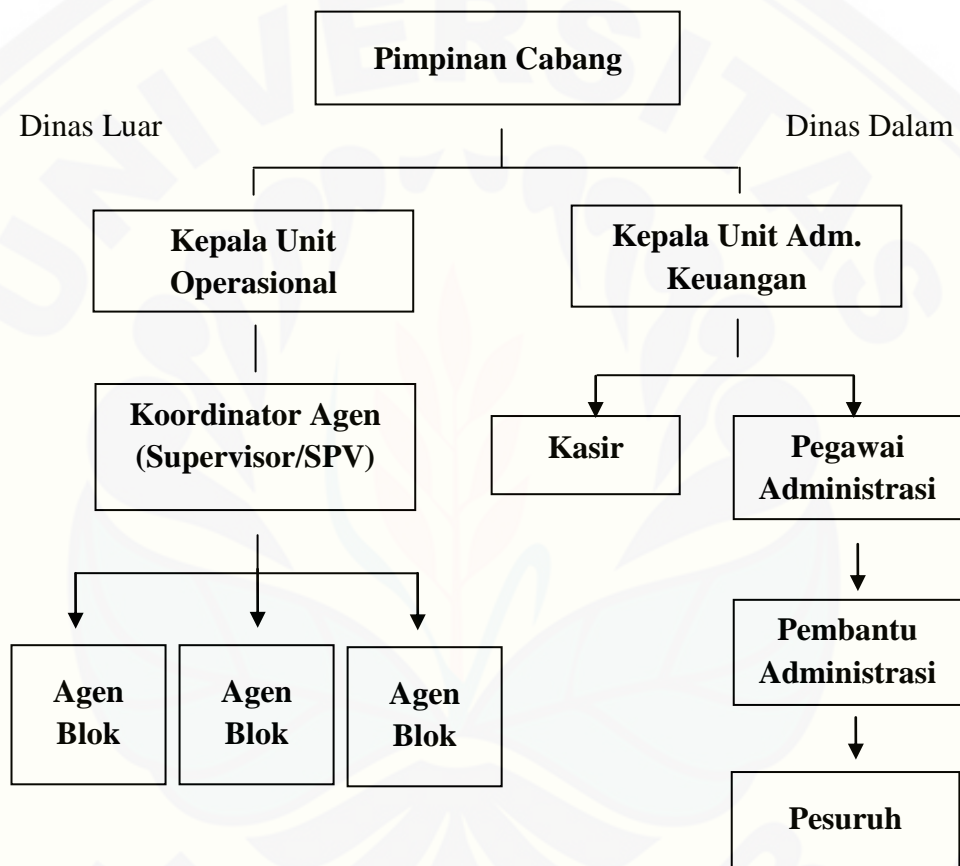 UNIVERSITAS
Pimpinan Cabang
Dinas Luar
Dinas Dalam
Kepala Unit
Operasional
Kepala Unit Adm.
Keuangan
Koordinator Agen
(Supervisor/SPV)
Kasir
Pegawai
Administrasi
Agen
Blok
Agen
Blok
Agen
Blok
Pembantu
Administrasi
Pesuruh